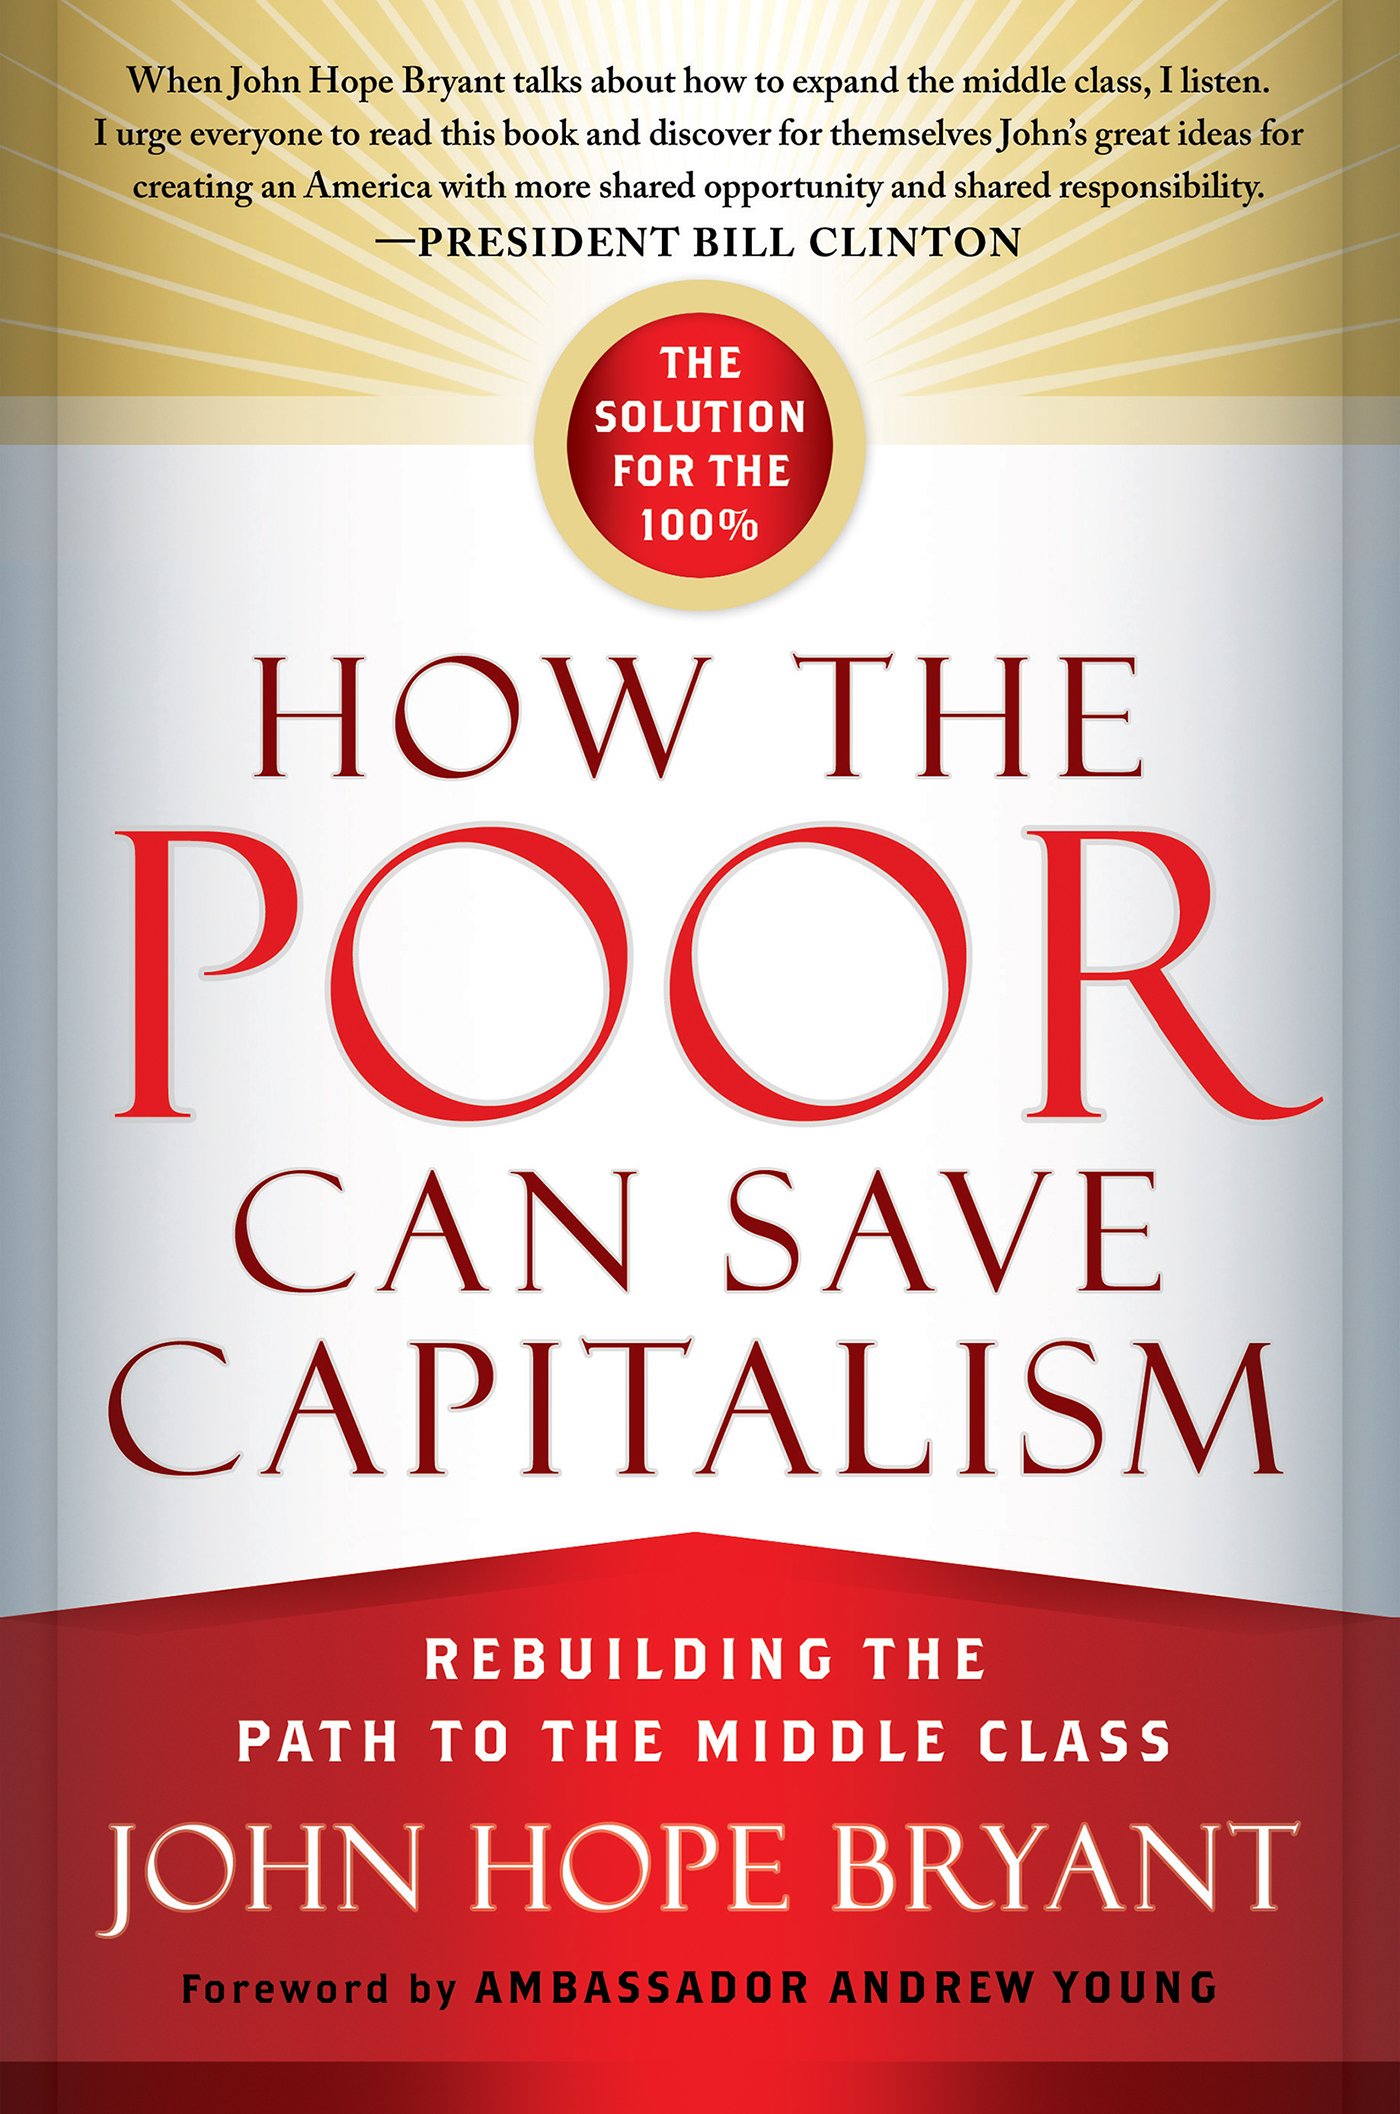 When John Hope Bryant talks about how to expand the middle class, I listen.
I urge everyone to read this book and discover for themselves John's great ideas for
creating an America with more shared opportunity and shared responsibility.
—PRESIDENT BILL CLINTON
THE
SOLUTION
FOR THE
100%
HOW THE
POOR
CAN SAVE
CAPITALISM
REBUILDING THE
PATH TO THE MIDDLE CLASS
JOHN HOPE BRYANT
Foreword by AMBASSADOR ANDREW YOUNG